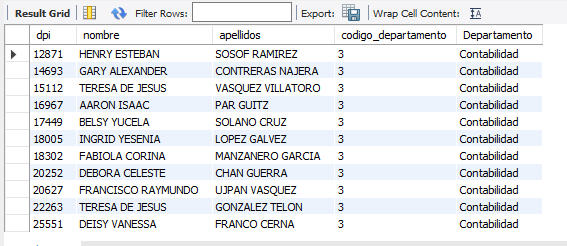 Result Grid Filter Rows: Export: Wrap Cell Content:
dpi nombre apellidos codigo_departamento Departamento
12871 HENRY ESTEBAN SOSOF RAMIREZ 3 Contabilidad
14693 GARY ALEXANDER CONTRERAS NAJERA 3 Contabilidad
15112 TERESA DE JESUS VASQUEZ VILLATORO 3 Contabilidad
16967 AARON ISAAC PAR GUITZ 3 Contabilidad
17449 BELSY YUCELA SOLANO CRUZ 3 Contabilidad
18005 INGRID YESENIA LOPEZ GALVEZ 3 Contabilidad
18302 FABIOLA CORINA MANZANERO GARCIA 3 Contabilidad
20252 DEBORA CELESTE CHAN GUERRA 3 Contabilidad
20627 FRANCISCO RAYMUNDO UJPAN VASQUEZ 3 Contabilidad
22263 TERESA DE JESUS GONZALEZ TELON 3 Contabilidad
25551 DEISY VANESSA FRANCO CERNA 3 Contabilidad